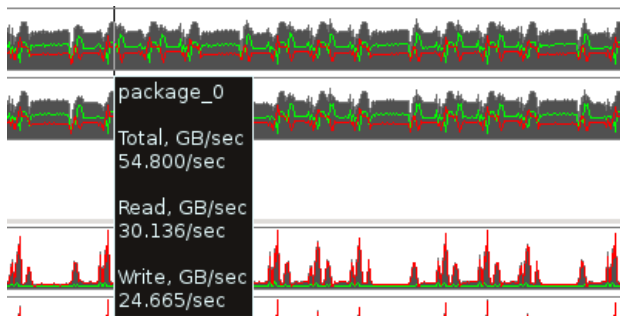 package_0
Total, GB/sec
54.800/sec
Read, GB/sec
30.136/sec
Write, GB/sec
24.665/sec